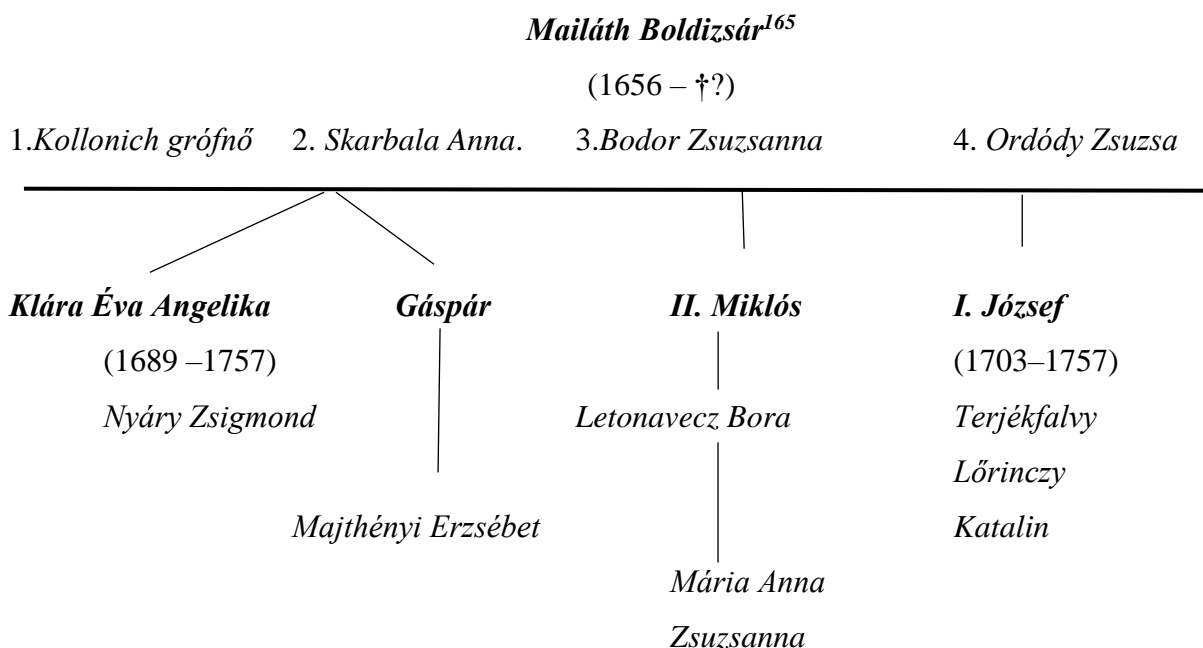 Mailáth Boldizsár165
(1656 – †?)
1.Kollonich grófnő 2. Skarbala Anna. 3.Bodor Zsuzsanna 4. Ordódy Zsuzsa
Klára Éva Angelika Gáspár II. Miklós I. József
(1689 –1757) (1703–1757)
Nyáry Zsigmond Letonavecz Bora Terjékfalvy
Lőrinczy
Majthényi Erzsébet Katalin
Mária Anna
Zsuzsanna